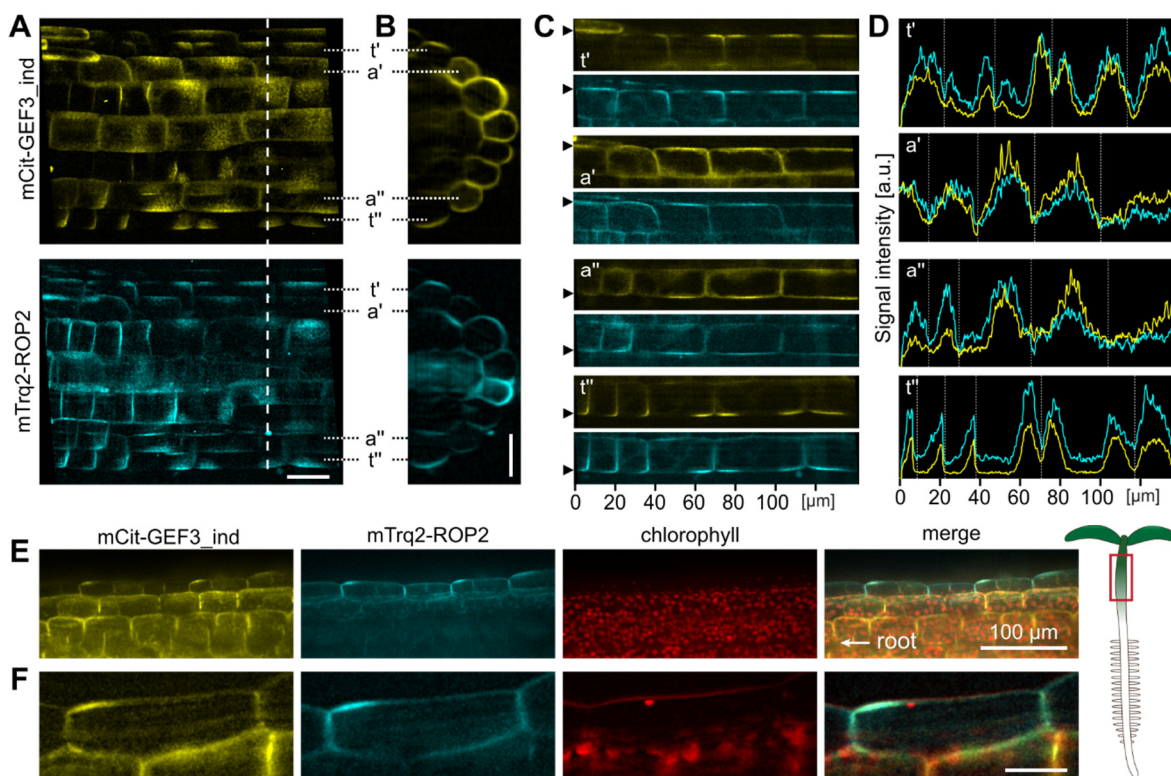 A
B
C
D
mCit-GEF3_ind
mTrq2-ROP2
t'
a'
a"
t"
t'
a'
a"
t"
t'
a'
a"
t"
0 20 40 60 80 100 [µm]
Signal intensity [a.u.]
t'
a'
a"
t"
0 20 40 60 80 100 [µm]
mCit-GEF3_ind mTrq2-ROP2 chlorophyll merge
E
← root
100 µm
F